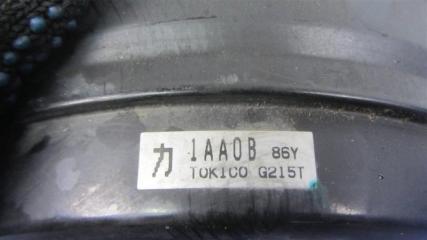 カ 1AA0B 86Y
TOKICO G215T